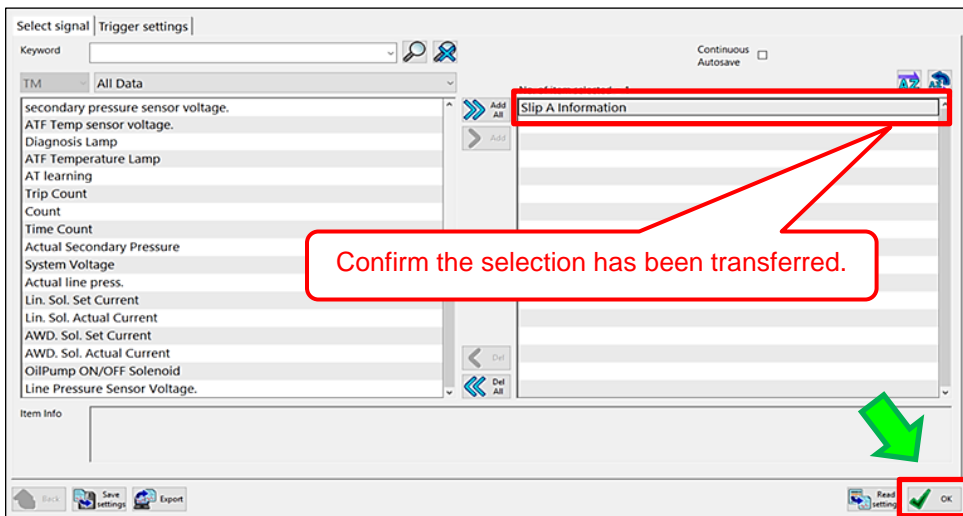 Select signal Trigger settings
Keyword
Continuous
Autosave
TM All Data
secondary pressure sensor voltage.
ATF Temp sensor voltage.
Diagnosis Lamp
ATF Temperature Lamp
AT learning
Trip Count
Count
Time Count
Actual Secondary Pressure
System Voltage
Actual line press.
Lin. Sol. Set Current
Lin. Sol. Actual Current
AWD. Sol. Set Current
AWD. Sol. Actual Current
OilPump ON/OFF Solenoid
Line Pressure Sensor Voltage.
Add
All
Add
Del
Del
All
AZ
Slip A Information
Confirm the selection has been transferred.
Item Info
Back
Save
settings
Export
Read
setting
OK